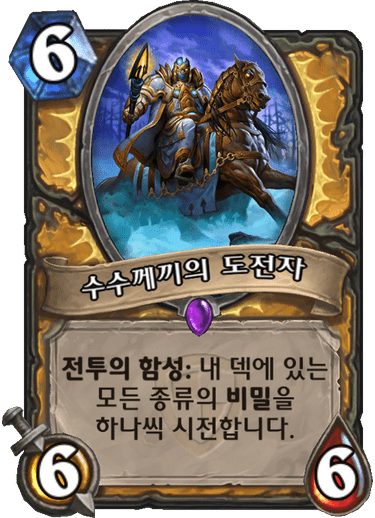 6
수수께끼의 도전자
전투의 함성: 내 덱에 있는
모든 종류의 비밀을
하나씩 시전합니다.
6
6